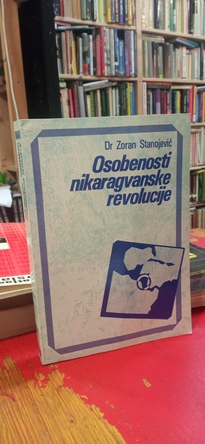 Dr Zoran Stanojević
Osobenosti
nikaragvanske
revolucije